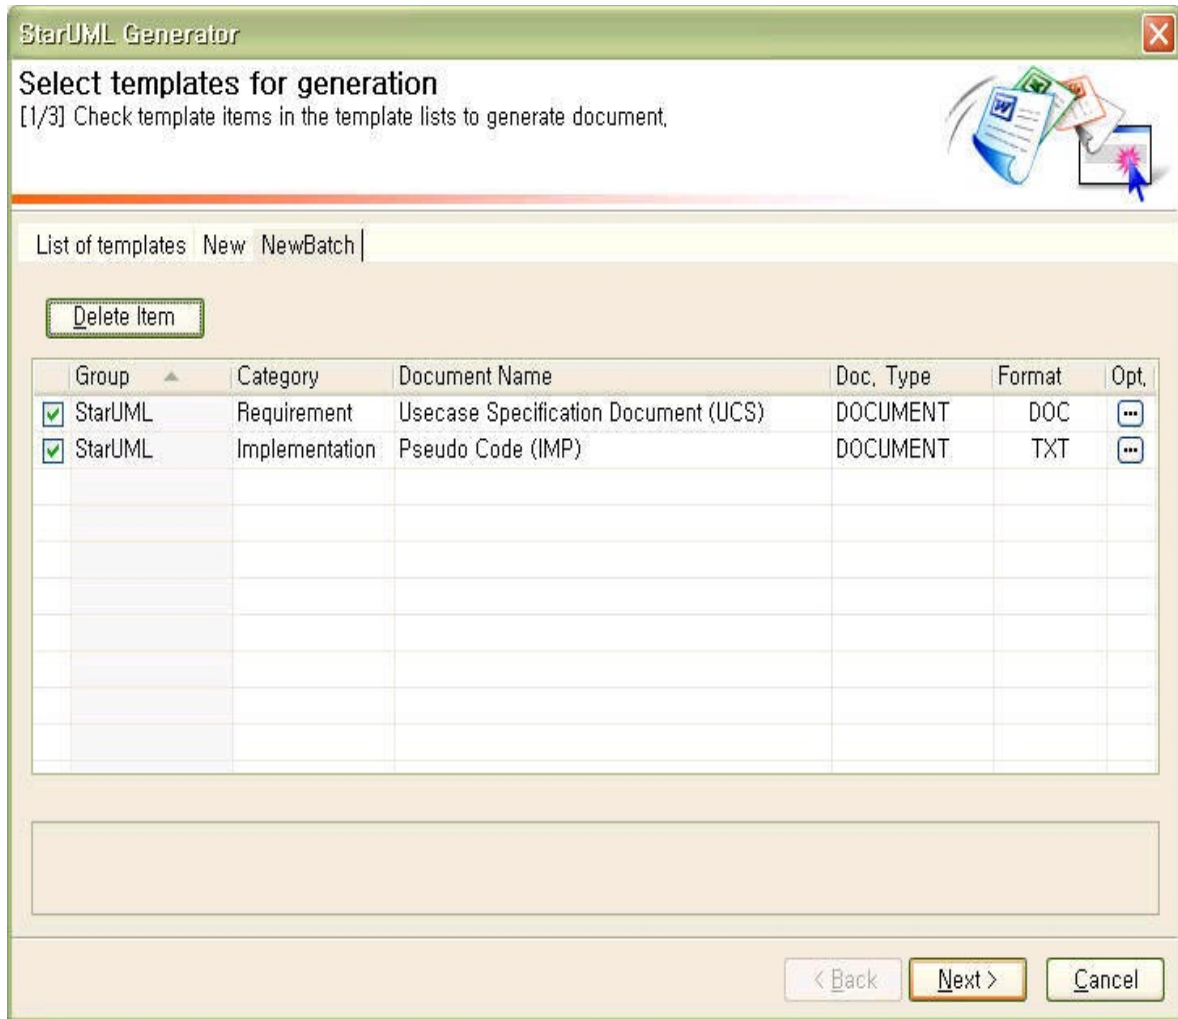 StarUML Generator
Select templates for generation
[1/3] Check template items in the template lists to generate document,
List of templates New NewBatch
Delete Item
Group Category Document Name Doc, Type Format Opt,
StarUML Requirement Usecase Specification Document (UCS) DOCUMENT DOC
StarUML Implementation Pseudo Code (IMP) DOCUMENT TXT
< Back Next > Cancel